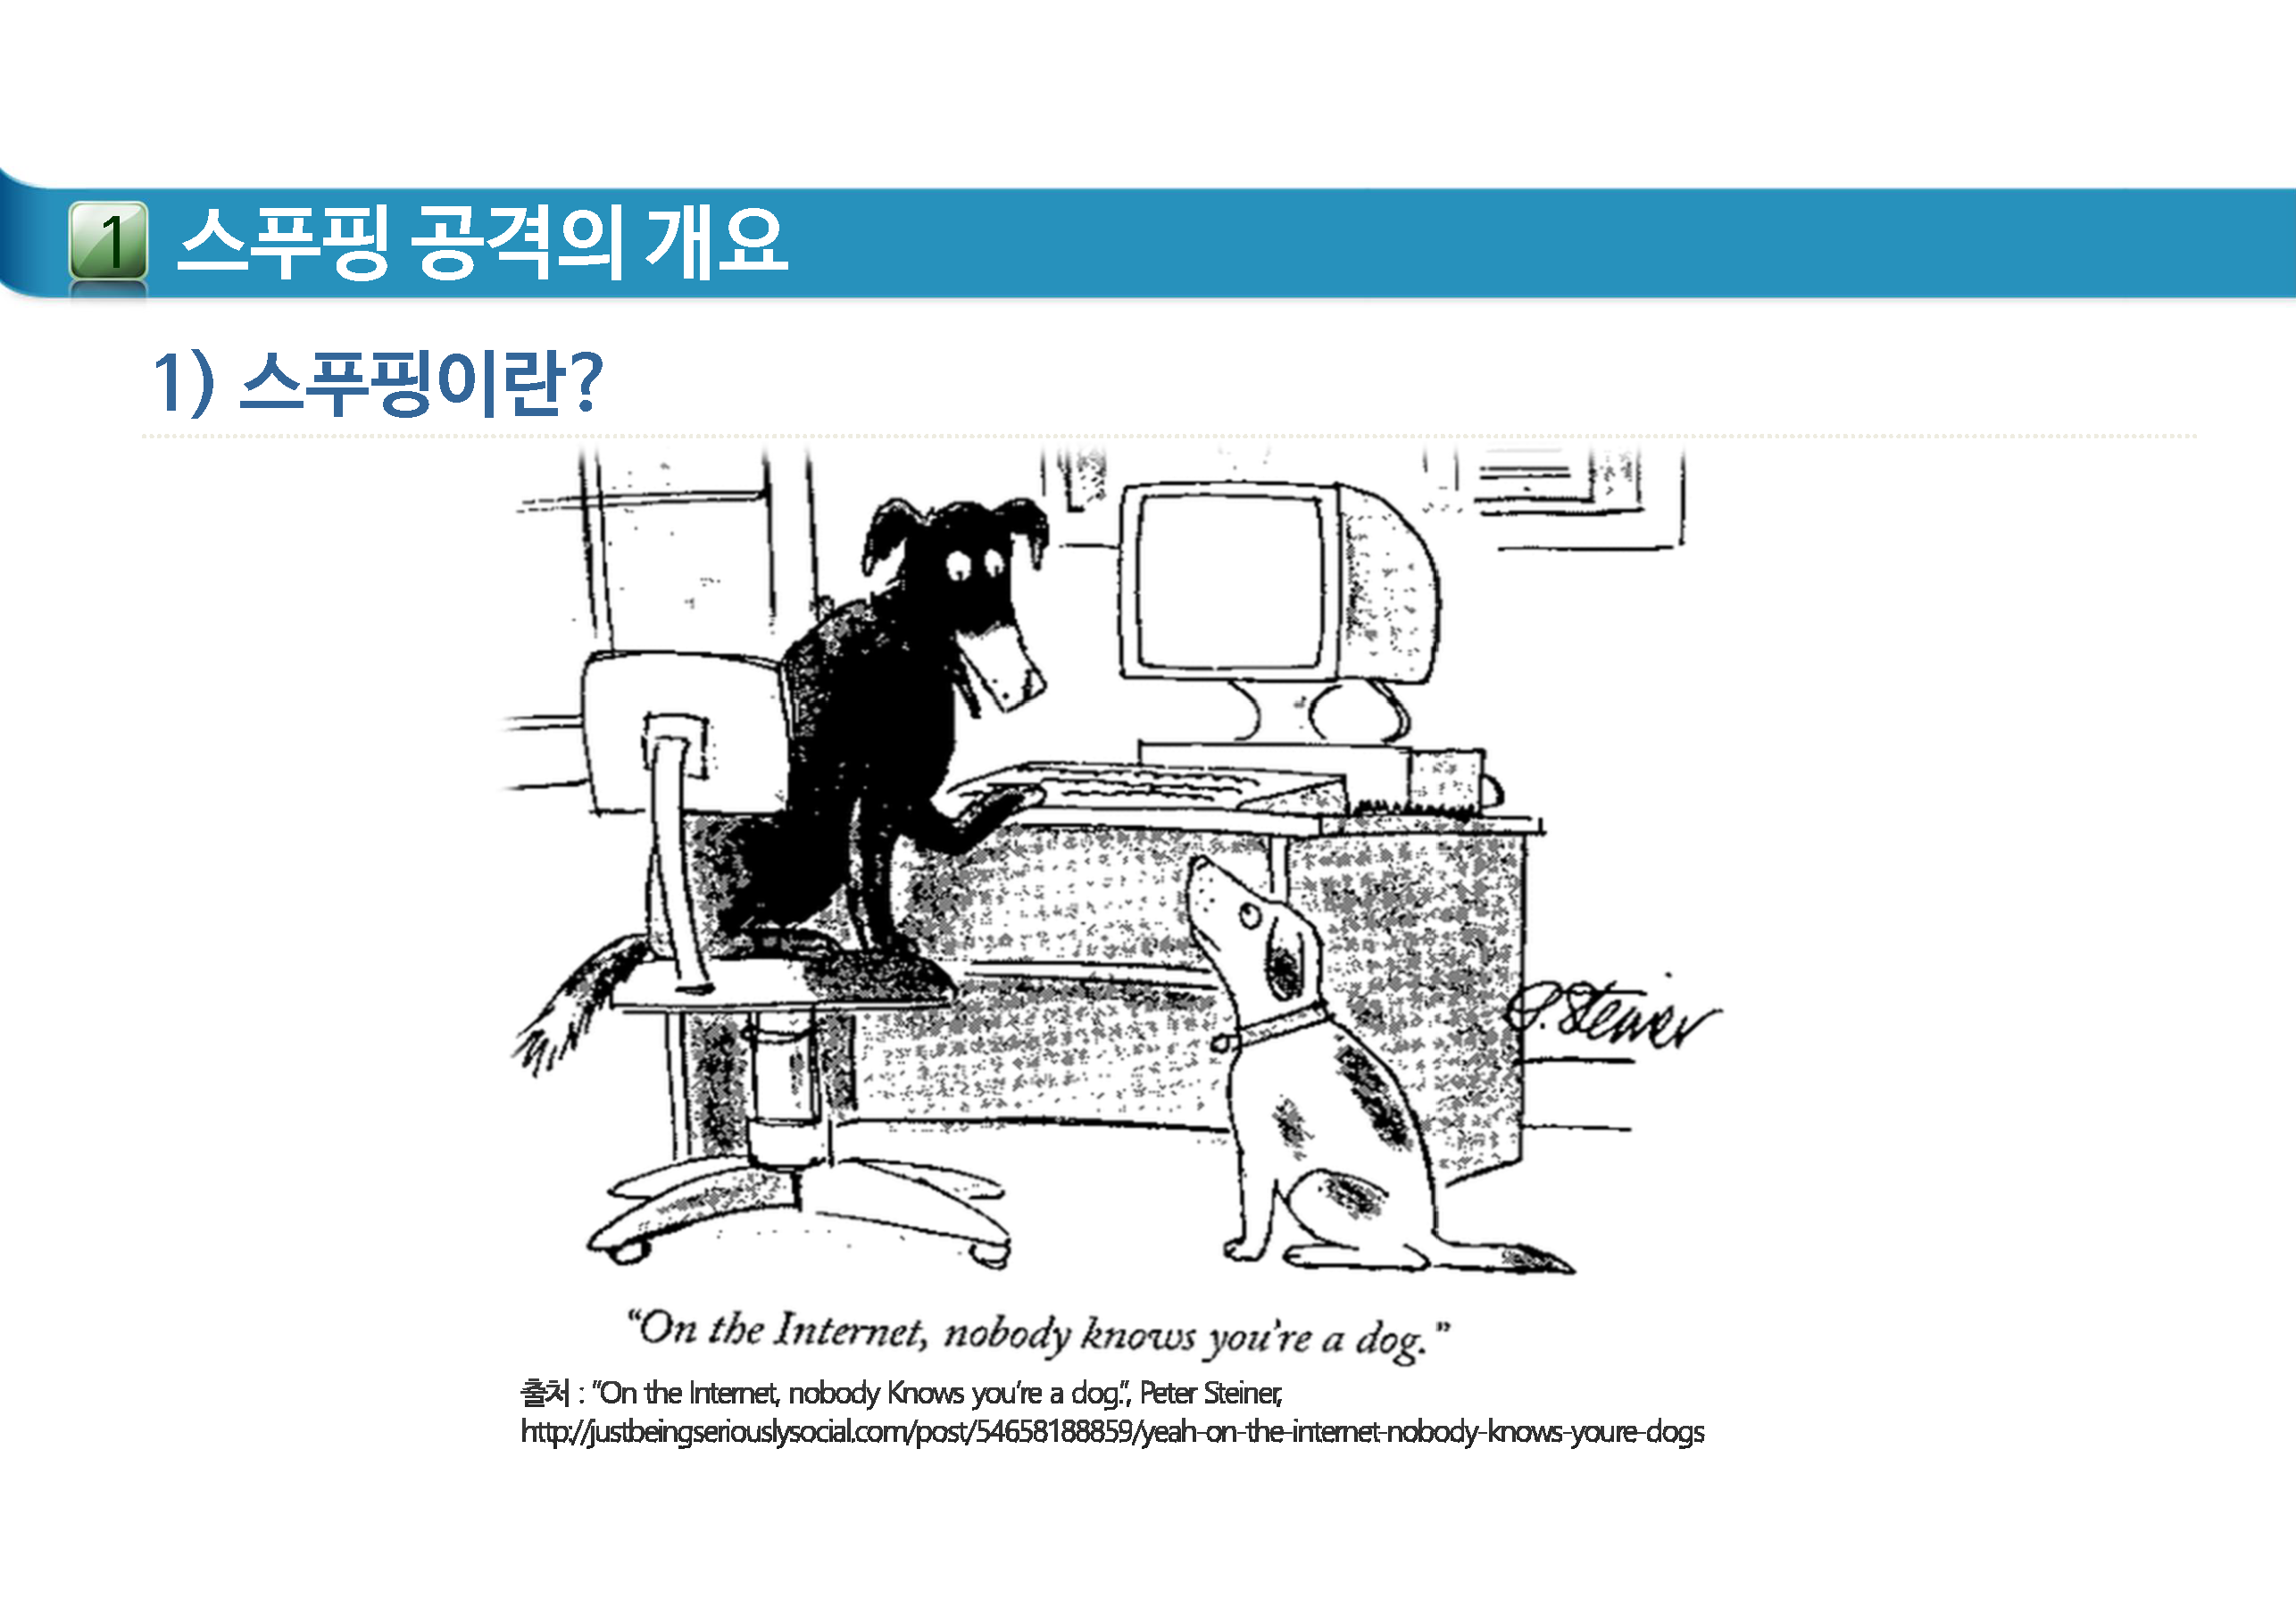 1 스푸핑 공격의 개요
1) 스푸핑이란?
P. Steiner
“On the Internet, nobody knows you’re a dog.”
출처 : “On the Internet, nobody Knows you’re a dog.”, Peter Steiner,
http://justbeingseriouslysocial.com/post/54658188859/yeah-on-the-internet-nobody-knows-youre-dogs